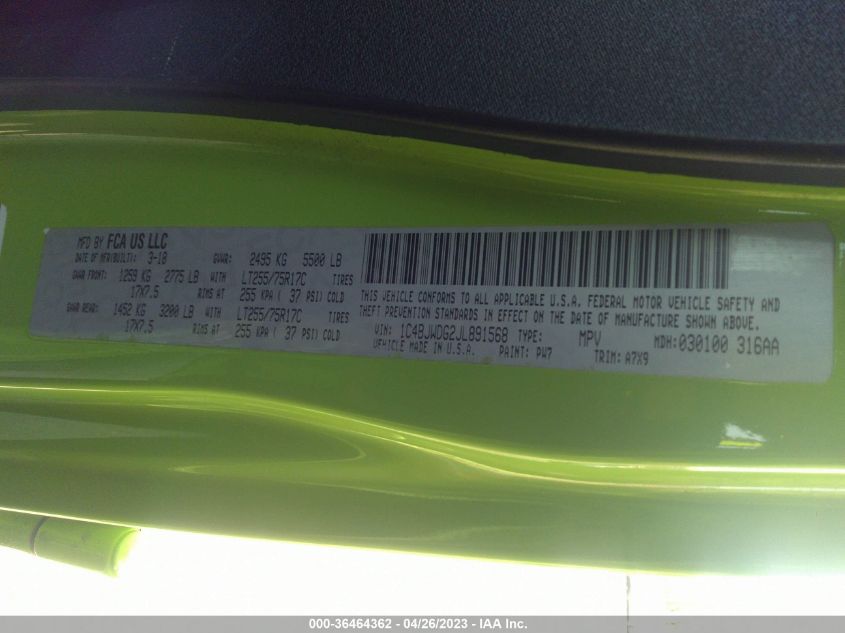 MFD BY FCA US LLC
DATE OF MFR(BUILT): 3-18 GVWR: 2495 KG 5500 LB
GAWR FRONT: 1259 KG 2775 LB WITH LT255/75R17C TIRES
17X7.5 RIMS AT 255 KPA ( 37 PSI) COLD
GAWR REAR: 1452 KG 3200 LB WITH LT255/75R17C TIRES
17X7.5 RIMS AT 255 KPA ( 37 PSI) COLD
THIS VEHICLE CONFORMS TO ALL APPLICABLE U.S.A. FEDERAL MOTOR VEHICLE SAFETY AND
THEFT PREVENTION STANDARDS IN EFFECT ON THE DATE OF MANUFACTURE SHOWN ABOVE.
VIN: 1C4BJWDG2JL891568 TYPE: MPV MDH:030100 316AA
VEHICLE MADE IN U.S.A. PAINT: PW7 TRIM: A7X9
000-36464362 - 04/26/2023 - IAA Inc.